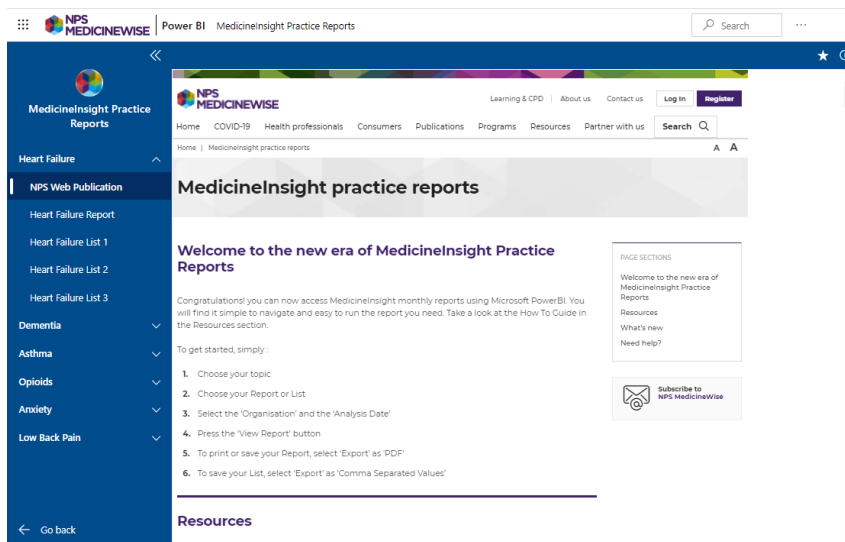 NPS
MEDICINEWISE
Power BI MedicineInsight Practice Reports
Search
MedicineInsight Practice
Reports
Heart Failure
NPS Web Publication
Heart Failure Report
Heart Failure List 1
Heart Failure List 2
Heart Failure List 3
Dementia
Asthma
Opioids
Anxiety
Low Back Pain
Go back
NPS
MEDICINEWISE
Learning & CPD | About us Contact us Log In Register
Home COVID-19 Health professionals Consumers Publications Programs Resources Partner with us Search
Home | MedicineInsight practice reports
A A
MedicineInsight practice reports
Welcome to the new era of MedicineInsight Practice
Reports
Congratulations! you can now access MedicineInsight monthly reports using Microsoft PowerBI. You
will find it simple to navigate and easy to run the report you need. Take a look at the How To Guide in
the Resources section.
To get started, simply :
1. Choose your topic
2. Choose your Report or List
3. Select the 'Organisation' and the 'Analysis Date'
4. Press the 'View Report' button
5. To print or save your Report, select 'Export' as 'PDF'
6. To save your List, select 'Export' as 'Comma Separated Values'
Resources
PAGE SECTIONS
Welcome to the new era of
MedicineInsight Practice
Reports
Resources
What's new
Need help?
Subscribe to
NPS MedicineWise